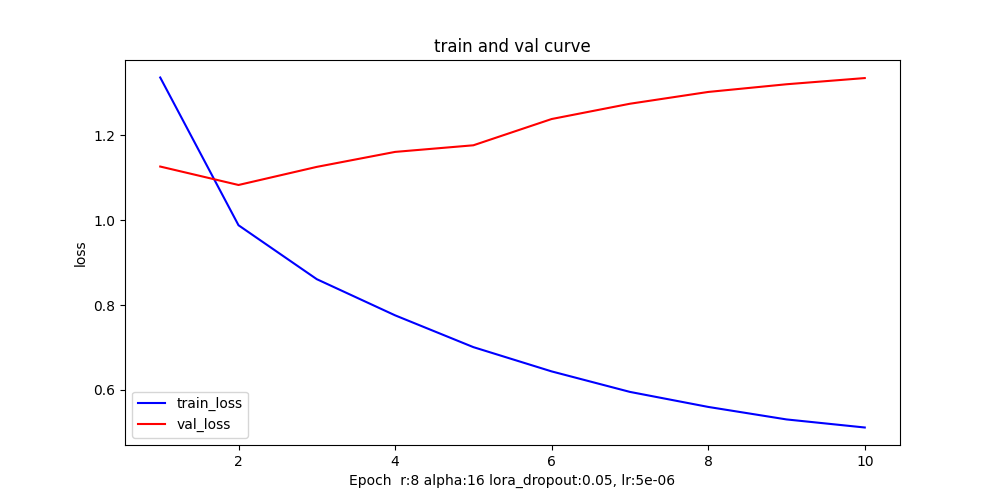 train and val curve
loss
1.2
1.0
0.8
0.6
train_loss
val_loss
2 4 6 8 10
Epoch  r:8 alpha:16 lora_dropout:0.05, lr:5e-06